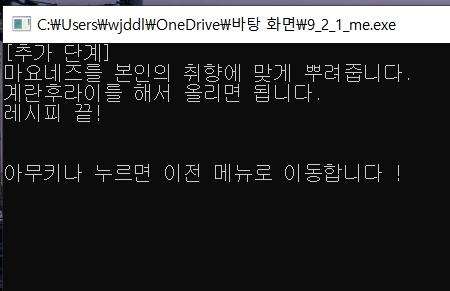 C:\Users\wjddl\OneDrive\바탕 화면\9_2_1_me.exe
[추가 단계]
마요네즈를 본인의 취향에 맞게 뿌려줍니다.
계란후라이를 해서 올리면 됩니다.
레시피 끝!
아무키나 누르면 이전 메뉴로 이동합니다 !